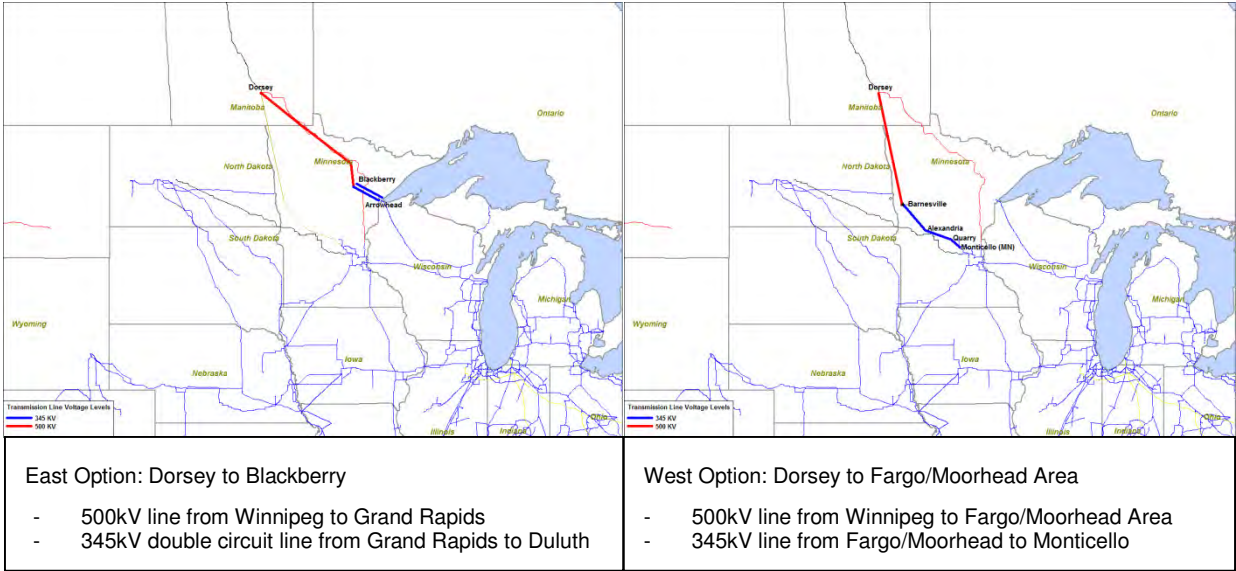 Dorsey
Manitoba
Ontario
North Dakota
Minnesota
Blackberry
Arrowhead
South Dakota
Wisconsin
Michigan
Wyoming
Iowa
Nebraska
Illinois
Ohio
Transmission Line Voltage Levels
345 KV
500 KV
East Option: Dorsey to Blackberry
- 500kV line from Winnipeg to Grand Rapids
- 345kV double circuit line from Grand Rapids to Duluth
Dorsey
Manitoba
Ontario
North Dakota
Minnesota
Barnesville
Alexandria
South Dakota
Quarry
Monticello (MN)
Wisconsin
Michigan
Wyoming
Iowa
Nebraska
Illinois
Ohio
Transmission Line Voltage Levels
345 KV
500 KV
West Option: Dorsey to Fargo/Moorhead Area
- 500kV line from Winnipeg to Fargo/Moorhead Area
- 345kV line from Fargo/Moorhead to Monticello